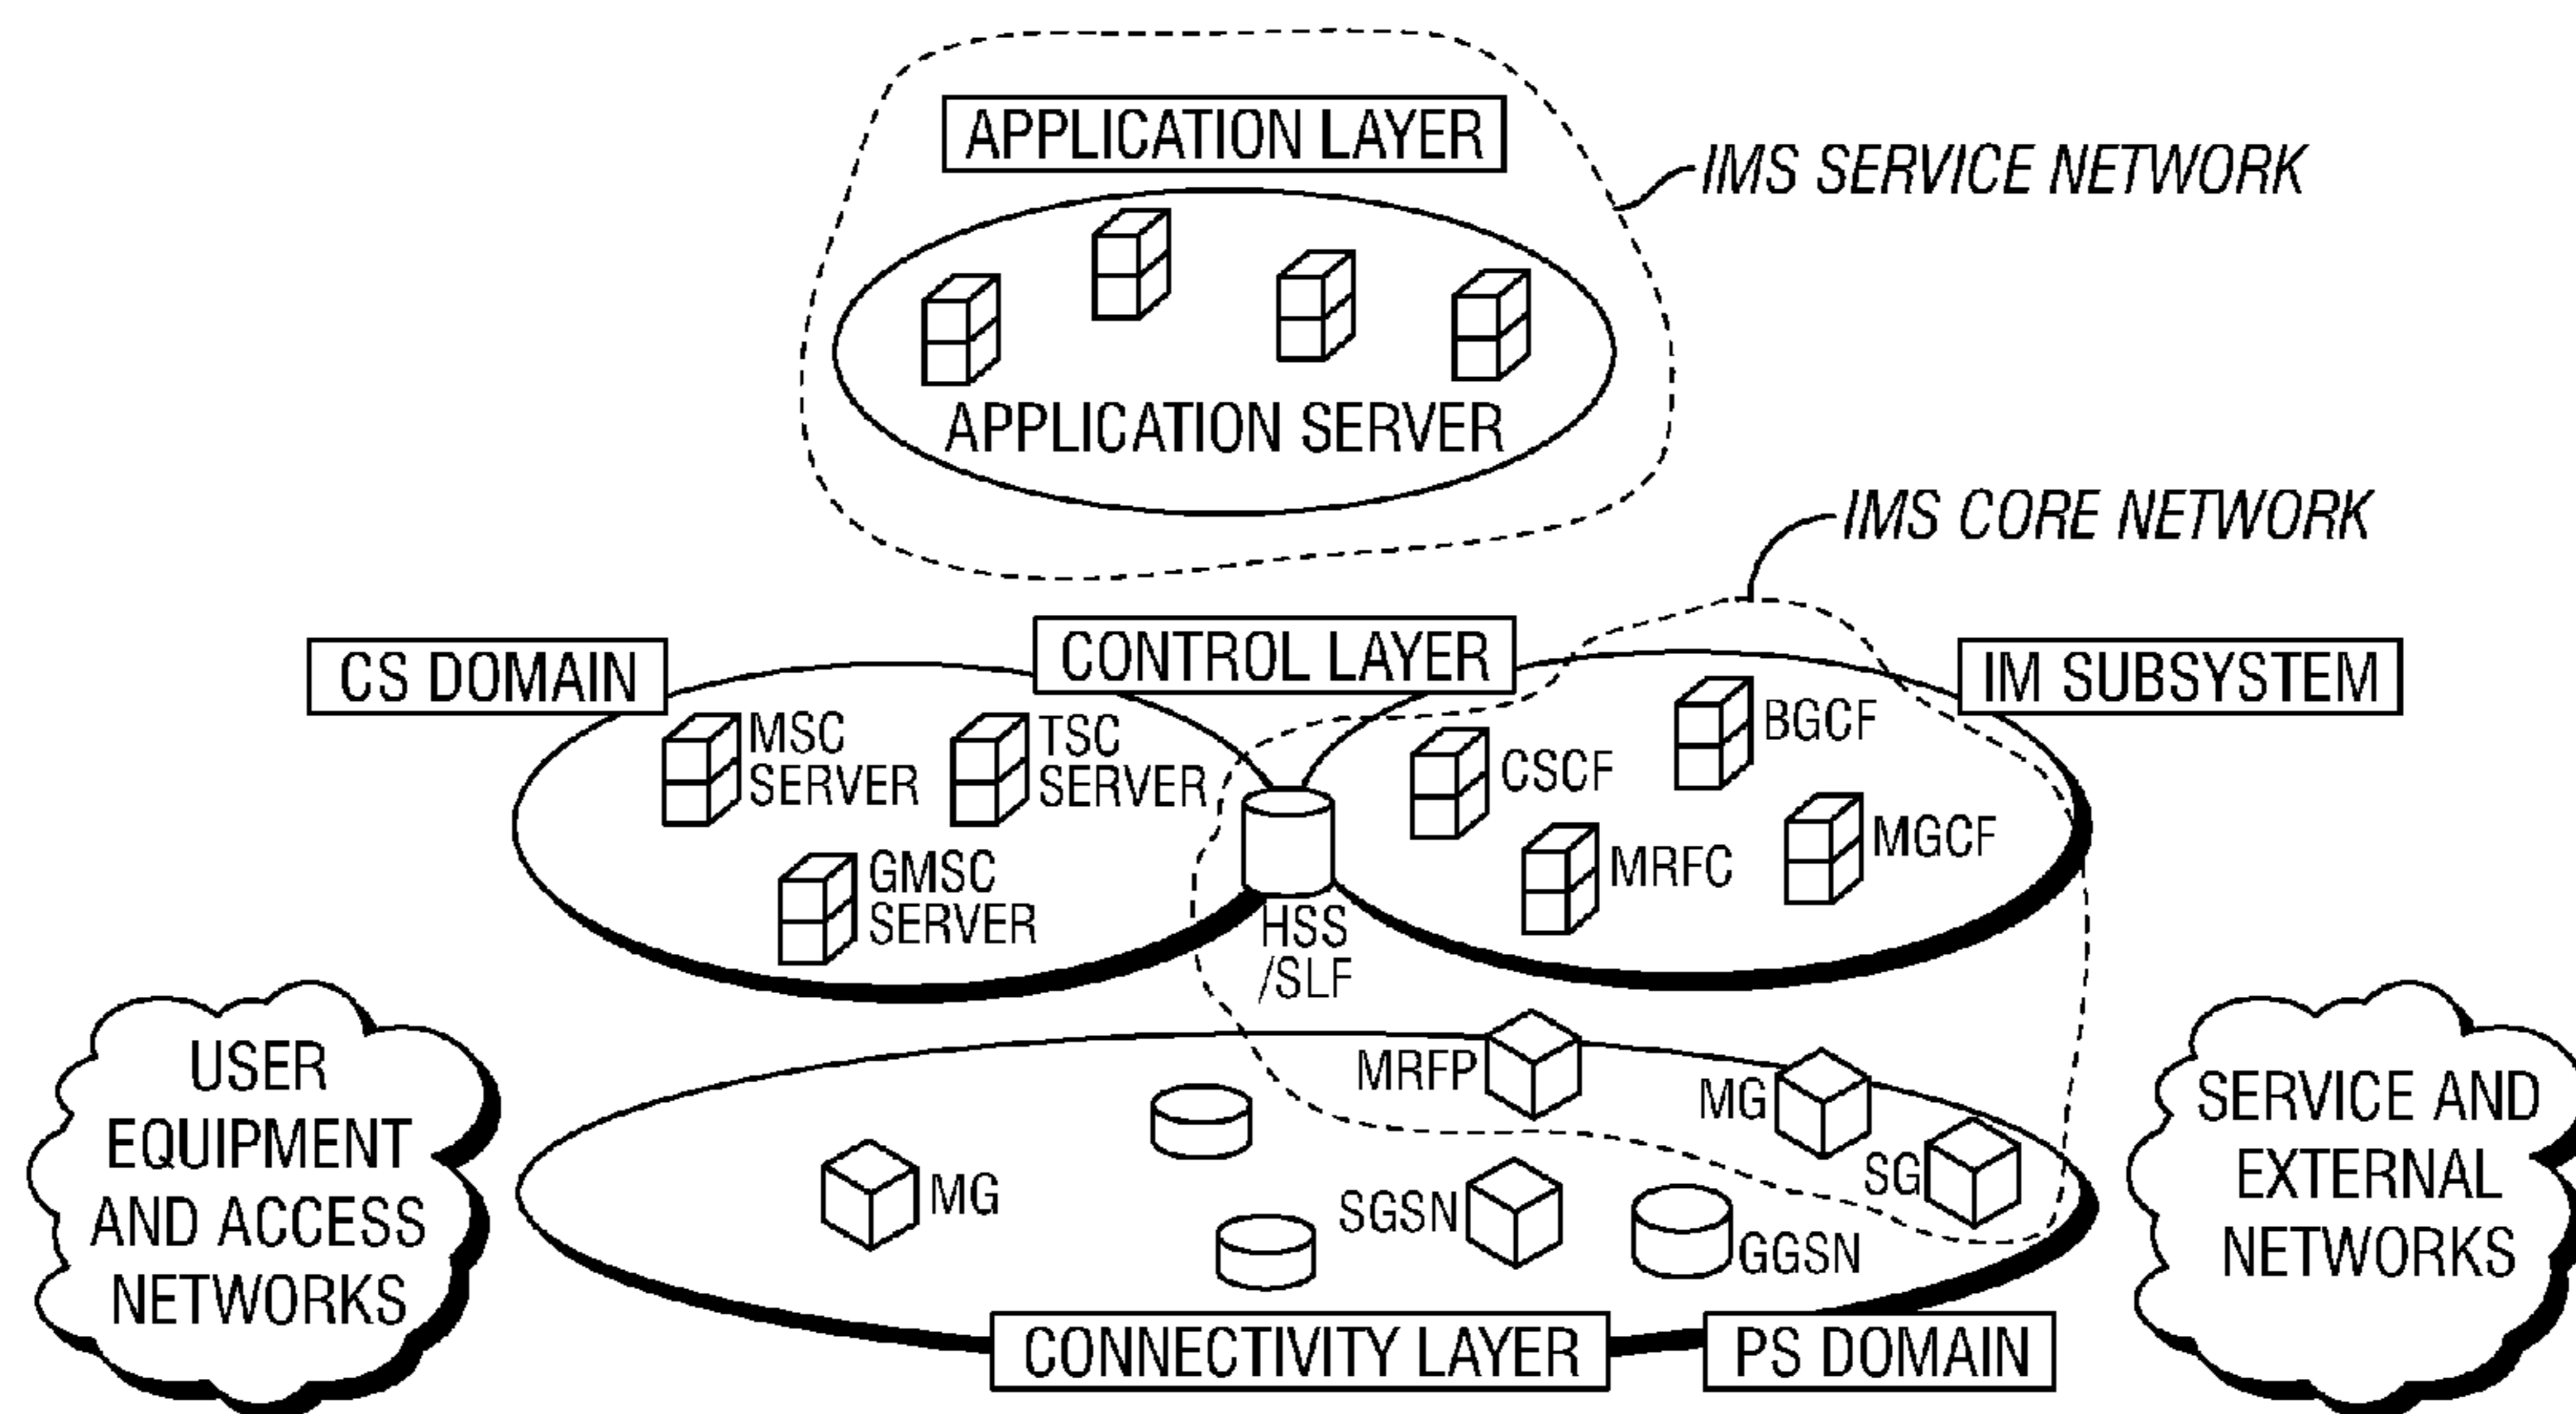 APPLICATION LAYER
IMS SERVICE NETWORK
APPLICATION SERVER
IMS CORE NETWORK
CS DOMAIN
CONTROL LAYER
IM SUBSYSTEM
MSC
SERVER
TSC
SERVER
GMSC
SERVER
HSS
/SLF
CSCF
BGCF
MRFC
MGCF
USER
EQUIPMENT
AND ACCESS
NETWORKS
MRFP
MG
SG
MG
SGSN
GGSN
SERVICE AND
EXTERNAL
NETWORKS
CONNECTIVITY LAYER
PS DOMAIN